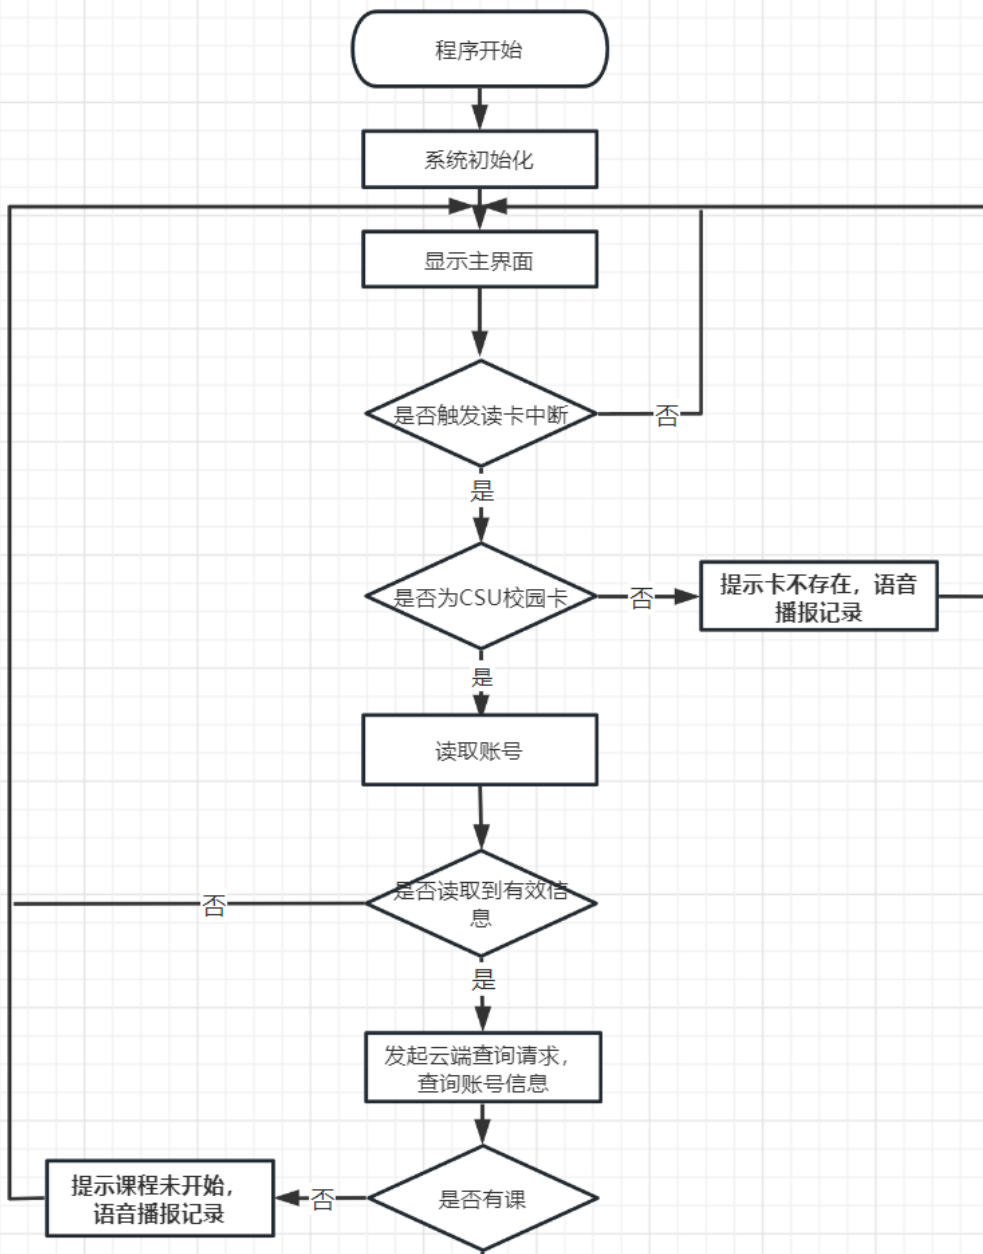 程序开始
系统初始化
显示主界面
是否触发读卡中断
否
是
是否为CSU校园卡
否
提示卡不存在，语音
播报记录
是
读取账号
是否读取到有效信
息
否
是
发起云端查询请求，
查询账号信息
是否有课
否
提示课程未开始，
语音播报记录